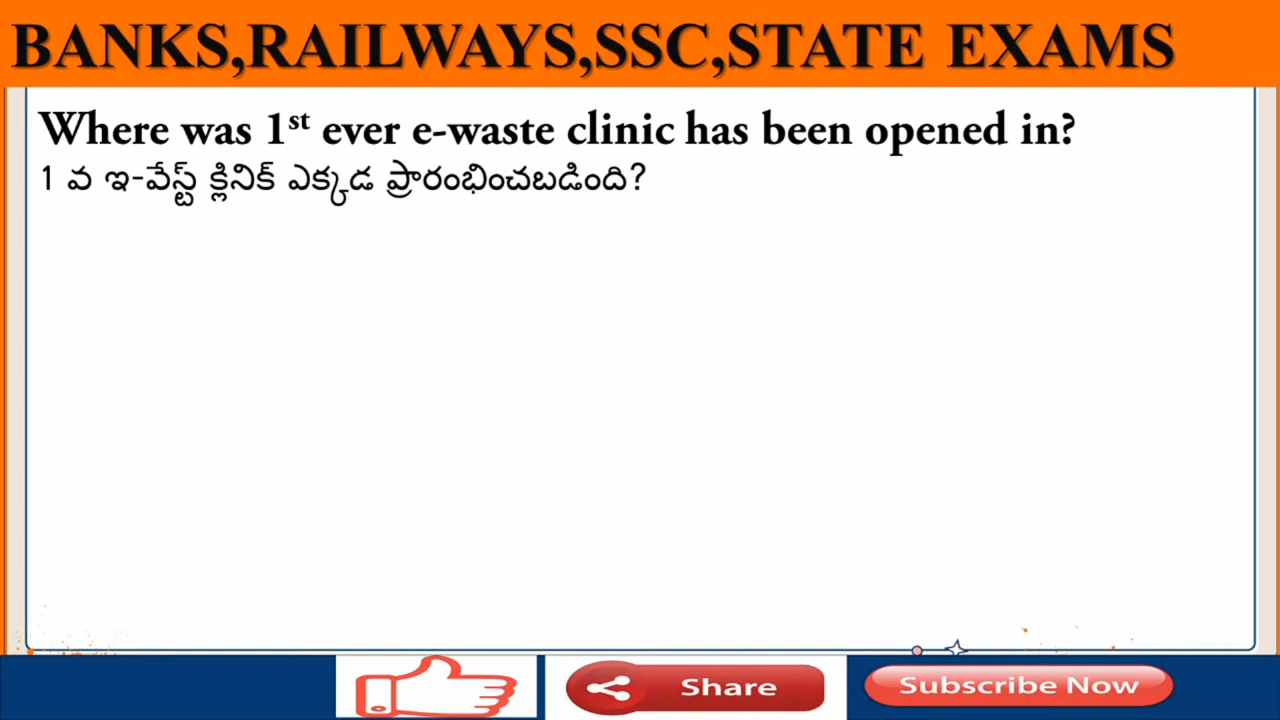 BANKS,RAILWAYS,SSC,STATE EXAMS
Where was 1st ever e-waste clinic has been opened in?
1 వ ఇ-వేస్ట్ క్లినిక్ ఎక్కడ ప్రారంభించబడింది?
Share
Subscribe Now